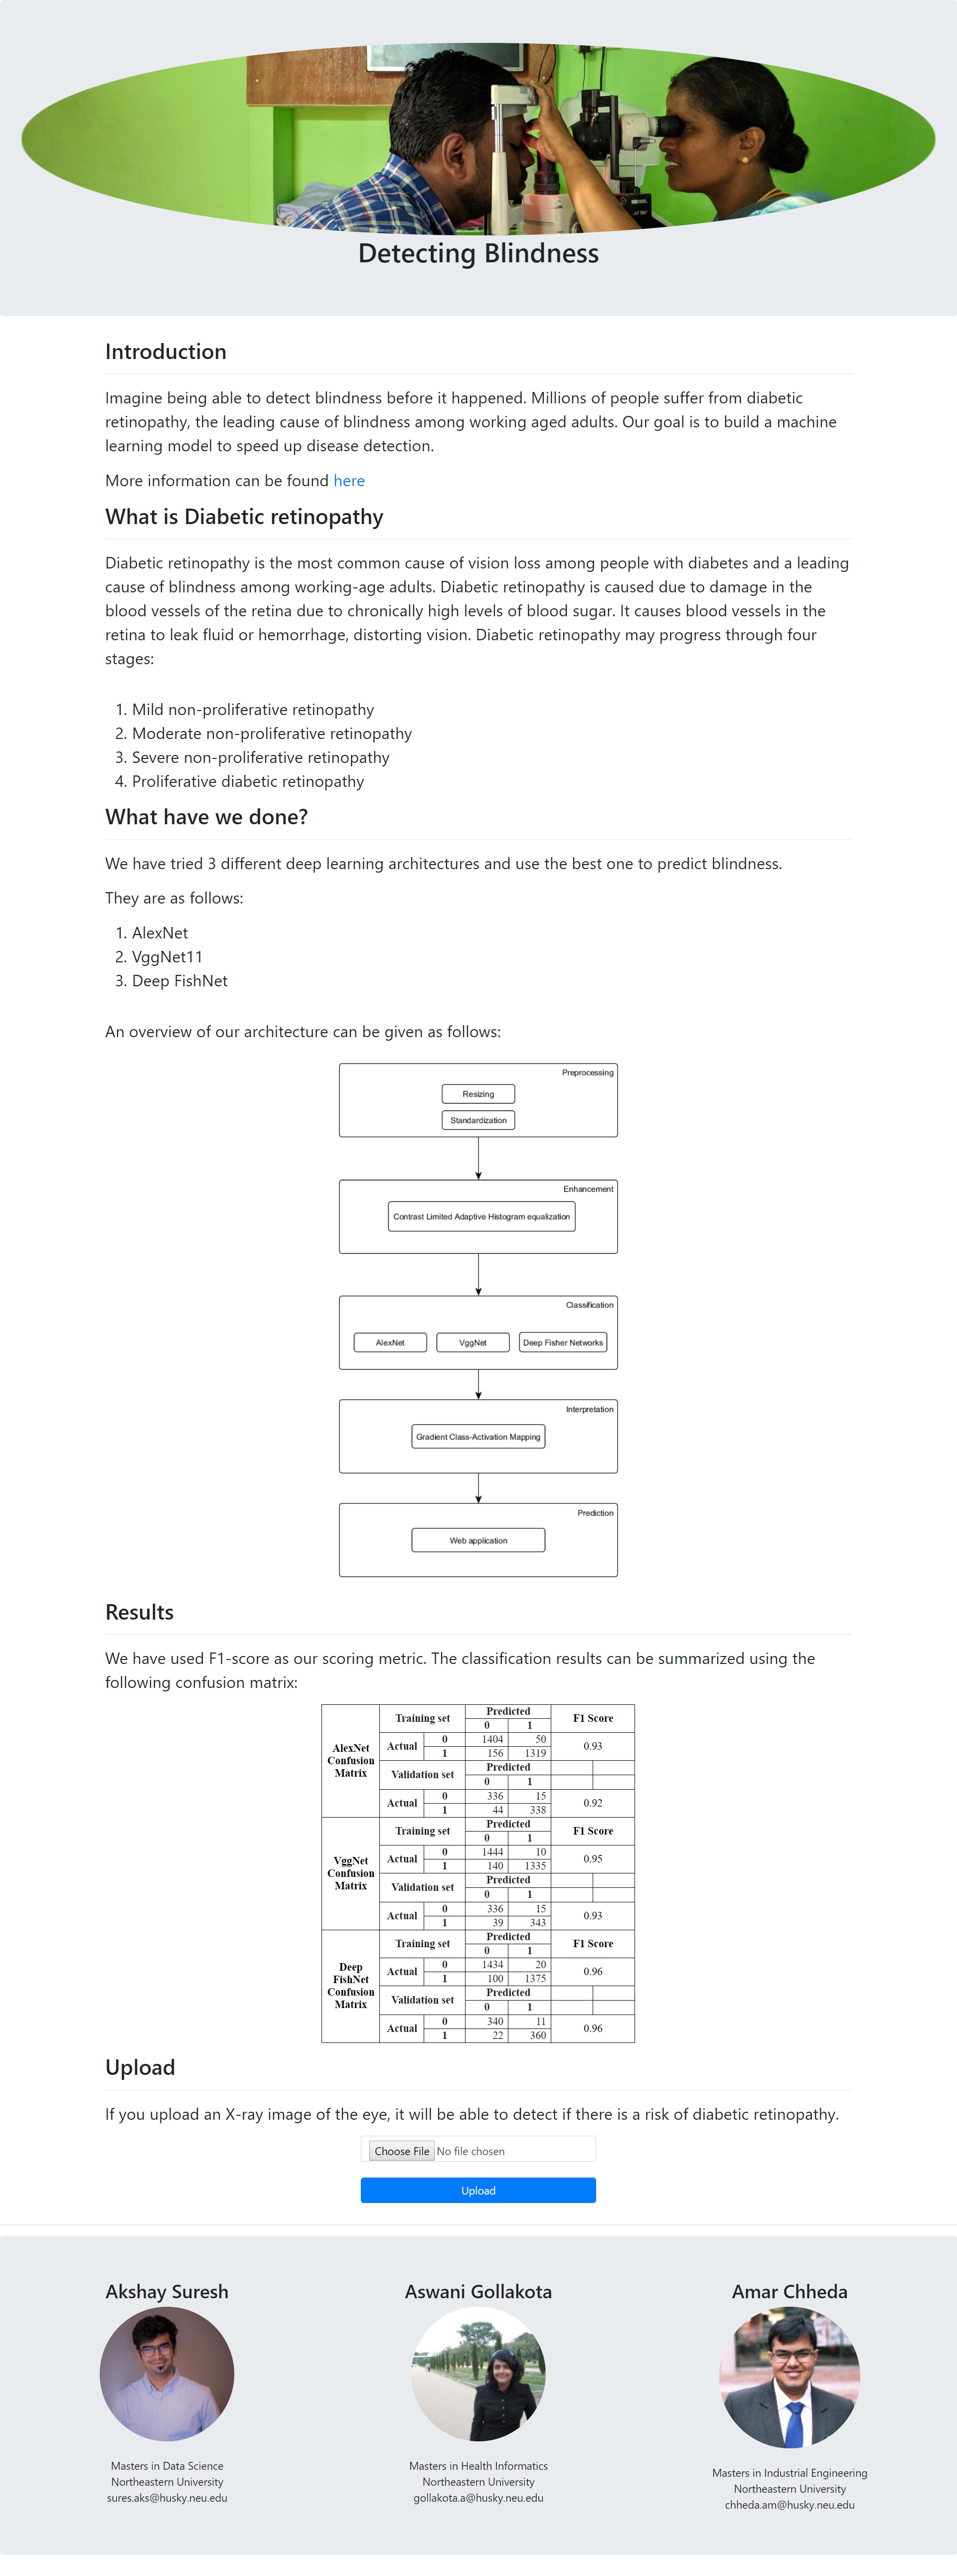 Detecting Blindness
Introduction
Imagine being able to detect blindness before it happened. Millions of people suffer from diabetic
retinopathy, the leading cause of blindness among working aged adults. Our goal is to build a machine
learning model to speed up disease detection.
More information can be found here
What is Diabetic retinopathy
Diabetic retinopathy is the most common cause of vision loss among people with diabetes and a leading
cause of blindness among working-age adults. Diabetic retinopathy is caused due to damage in the
blood vessels of the retina due to chronically high levels of blood sugar. It causes blood vessels in the
retina to leak fluid or hemorrhage, distorting vision. Diabetic retinopathy may progress through four
stages:
1. Mild non-proliferative retinopathy
2. Moderate non-proliferative retinopathy
3. Severe non-proliferative retinopathy
4. Proliferative diabetic retinopathy
What have we done?
We have tried 3 different deep learning architectures and use the best one to predict blindness.
They are as follows:
1. AlexNet
2. VggNet11
3. Deep FishNet
An overview of our architecture can be given as follows:
Preprocessing
Resizing
Standardization
Enhancement
Contrast Limited Adaptive Histogram equalization
Classification
AlexNet VggNet Deep Fisher Networks
Interpretation
Gradient Class-Activation Mapping
Prediction
Web application
Results
We have used F1-score as our scoring metric. The classification results can be summarized using the
following confusion matrix:
AlexNet Confusion Matrix
Training set Predicted F1 Score
0 1
Actual 0 1404 50 0.93
1 156 1319
Validation set Predicted
0 1
Actual 0 336 15 0.92
1 44 338
VggNet Confusion Matrix
Training set Predicted F1 Score
0 1
Actual 0 1444 10 0.95
1 140 1335
Validation set Predicted
0 1
Actual 0 336 15 0.93
1 39 343
Deep FishNet Confusion Matrix
Training set Predicted F1 Score
0 1
Actual 0 1434 20 0.96
1 100 1375
Validation set Predicted
0 1
Actual 0 340 11 0.96
1 22 360
Upload
If you upload an X-ray image of the eye, it will be able to detect if there is a risk of diabetic retinopathy.
Choose File No file chosen
Upload
Akshay Suresh
Masters in Data Science
Northeastern University
sures.aks@husky.neu.edu
Aswani Gollakota
Masters in Health Informatics
Northeastern University
gollakota.a@husky.neu.edu
Amar Chheda
Masters in Industrial Engineering
Northeastern University
chheda.am@husky.neu.edu